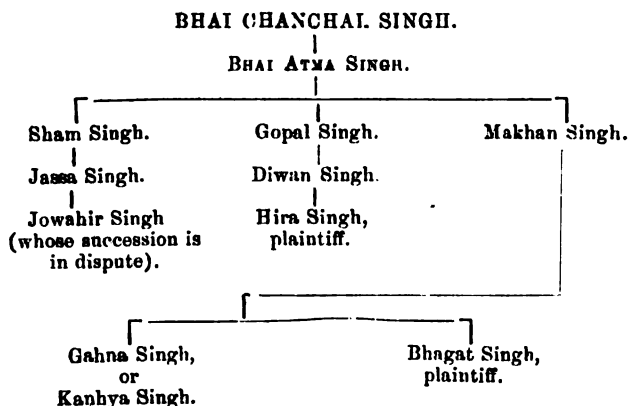 BHAI CHANCHAL SINGH.
BHAI ATMA SINGH.
Sham Singh. Gopal Singh. Makhan Singh.
Jassa Singh. Diwan Singh.
Jowahir Singh Hira Singh,
(whose succession is plaintiff.
in dispute).
Gahna Singh, Bhagat Singh,
or plaintiff.
Kanhya Singh.